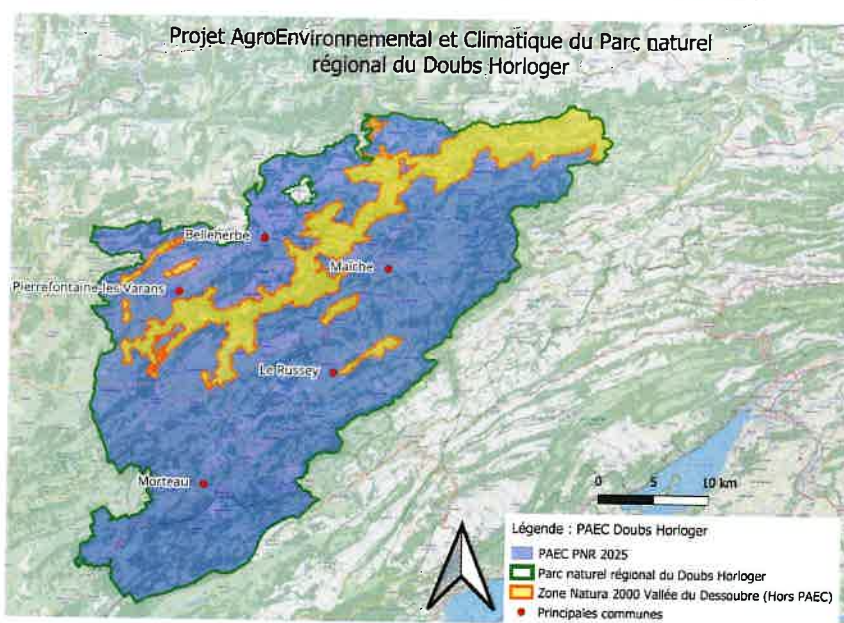 Projet AgroEnvironnemental et Climatique du Parc naturel
régional du Doubs Horloger
Belleherbe
Maîche
Pierrefontaine-les-Varans
Le Russey
Morteau
0 5 10 km
Légende : PAEC Doubs Horloger
PAEC PNR 2025
Parc naturel régional du Doubs Horloger
Zone Natura 2000 Vallée du Dessoubre (Hors PAEC)
Principales communes